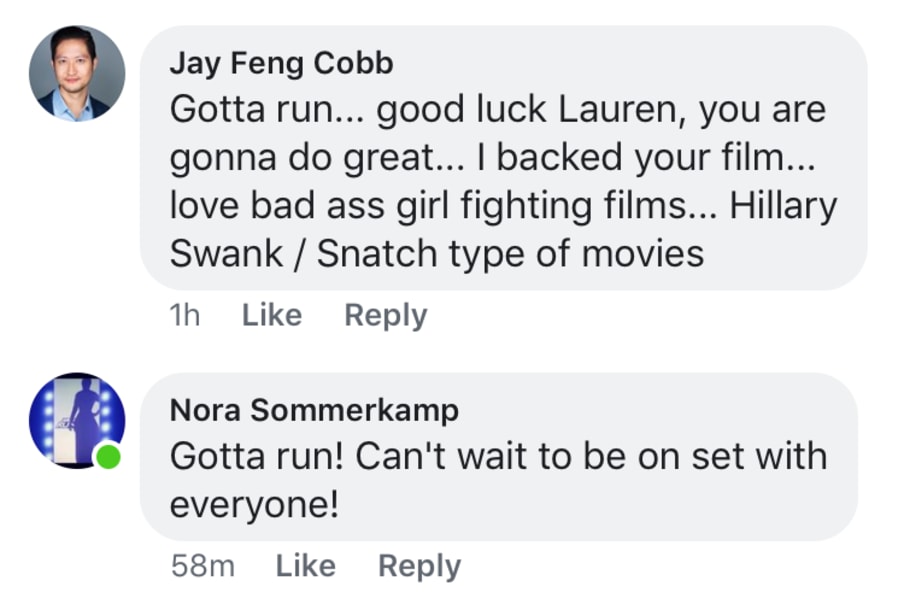 Jay Feng Cobb
Gotta run... good luck Lauren, you are
gonna do great... I backed your film...
love bad ass girl fighting films... Hillary
Swank / Snatch type of movies
1h Like Reply
Nora Sommerkamp
Gotta run! Can't wait to be on set with
everyone!
58m Like Reply